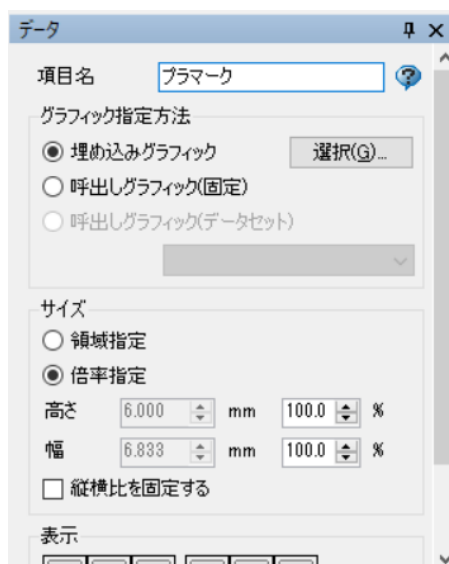 データ
項目名 プラマーク
グラフィック指定方法
埋め込みグラフィック 選択(G)...
呼出しグラフィック(固定)
呼出しグラフィック(データセット)
サイズ
領域指定
倍率指定
高さ 6.000 mm 100.0 %
幅 6.833 mm 100.0 %
縦横比を固定する
表示